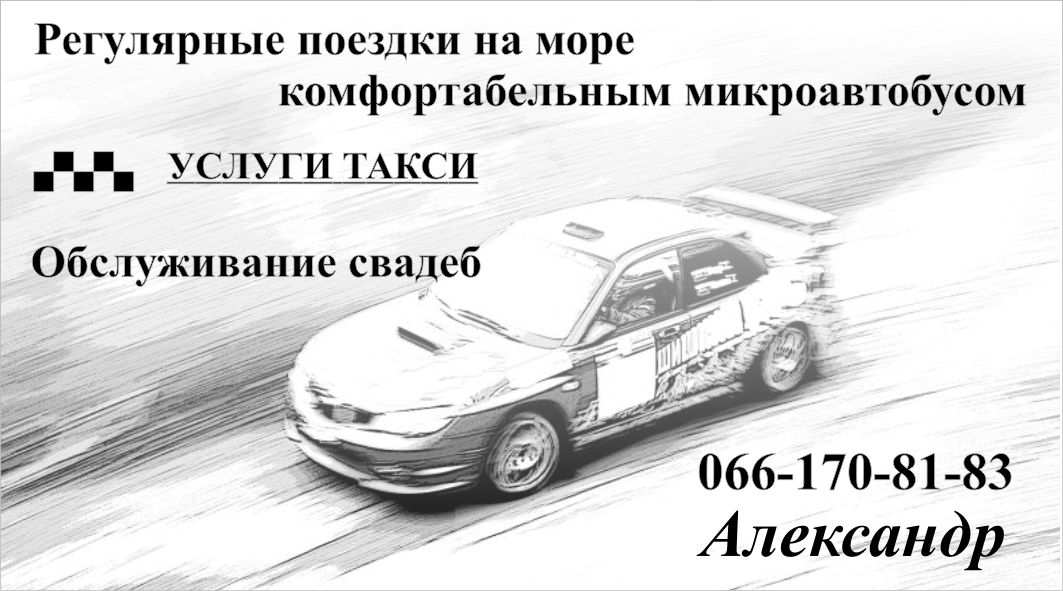 Регулярные поездки на море
комфортабельным микроавтобусом
УСЛУГИ ТАКСИ
Обслуживание свадеб
066-170-81-83
Александр